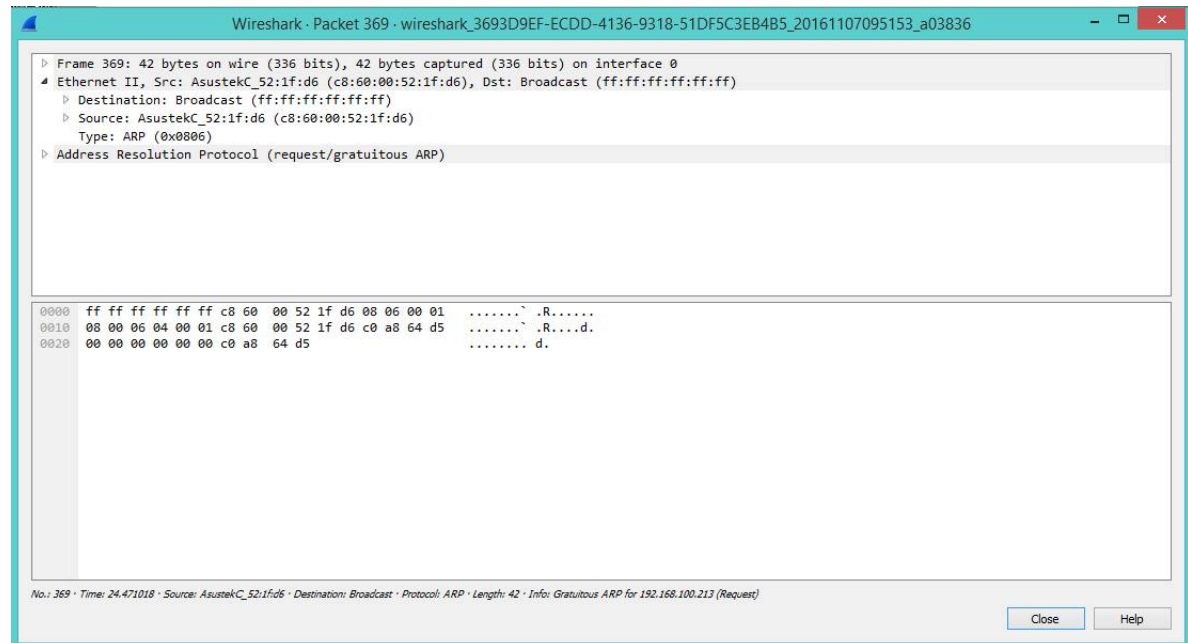 Wireshark · Packet 369 · wireshark_3693D9EF-ECDD-4136-9318-51DF5C3EB4B5_20161107095153_a03836
Frame 369: 42 bytes on wire (336 bits), 42 bytes captured (336 bits) on interface 0
Ethernet II, Src: AsustekC_52:1f:d6 (c8:60:00:52:1f:d6), Dst: Broadcast (ff:ff:ff:ff:ff:ff)
Destination: Broadcast (ff:ff:ff:ff:ff:ff)
Source: AsustekC_52:1f:d6 (c8:60:00:52:1f:d6)
Type: ARP (0x0806)
Address Resolution Protocol (request/gratuitous ARP)
0000 ff ff ff ff ff ff c8 60 00 52 1f d6 08 06 00 01 .......` .R......
0010 08 00 06 04 00 01 c8 60 00 52 1f d6 c0 a8 64 d5 .......` .R....d.
0020 00 00 00 00 00 00 c0 a8 64 d5 ........ d.
No.: 369 · Time: 24.471018 · Source: AsustekC_52:1f:d6 · Destination: Broadcast · Protocol: ARP · Length: 42 · Info: Gratuitous ARP for 192.168.100.213 (Request)
Close Help